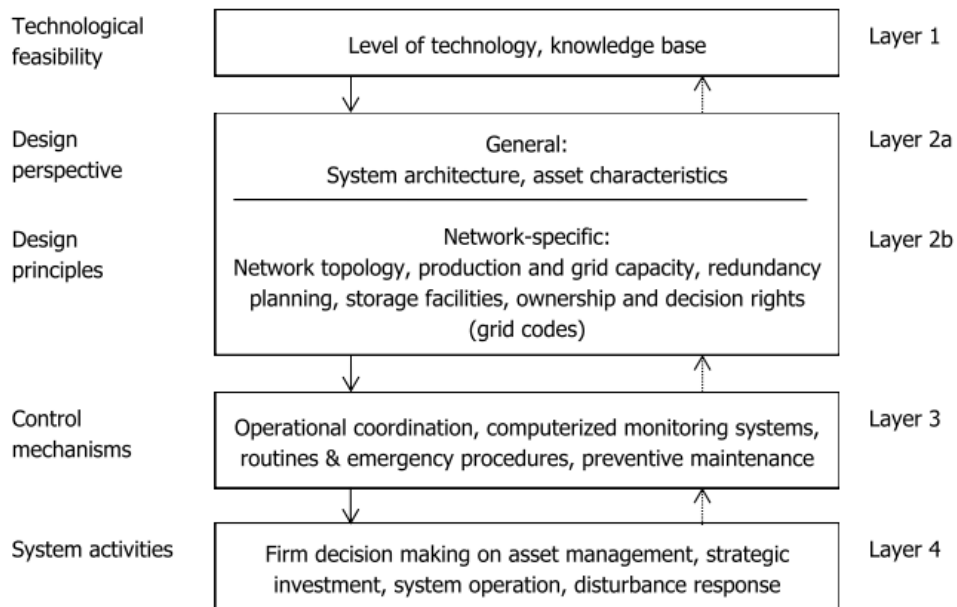 Technological
feasibility
Level of technology, knowledge base
Layer 1
Design
perspective
General:
System architecture, asset characteristics
Layer 2a
Design
principles
Network-specific:
Network topology, production and grid capacity, redundancy
planning, storage facilities, ownership and decision rights
(grid codes)
Layer 2b
Control
mechanisms
Operational coordination, computerized monitoring systems,
routines & emergency procedures, preventive maintenance
Layer 3
System activities
Firm decision making on asset management, strategic
investment, system operation, disturbance response
Layer 4